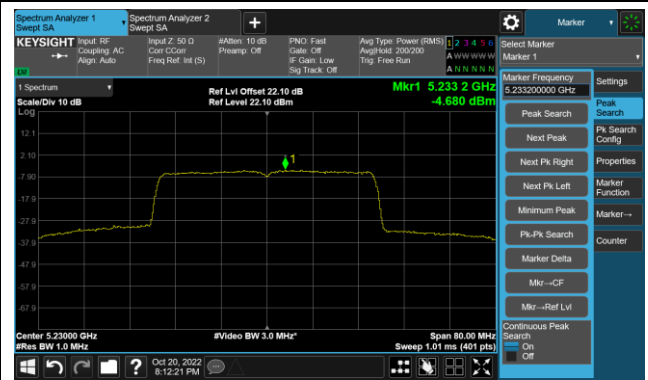 Spectrum Analyzer 1
Swept SA
Spectrum Analyzer 2
Swept SA
+
Marker
KEYSIGHT
Input: RF
Coupling: AC
Align: Auto
Input Z: 50 Ω
Corr CCorr
Freq Ref: Int (S)
#Atten: 10 dB
Preamp: Off
PNO: Fast
Gate: Off
IF Gain: Low
Sig Track: Off
Avg Type: Power (RMS)
Avg|Hold: 200/200
Trig: Free Run
1 2 3 4 5 6
A W W W W W
A N N N N N
Select Marker
Marker 1
1 Spectrum
Scale/Div 10 dB
Log
Ref Lvl Offset 22.10 dB
Ref Level 22.10 dBm
Mkr1 5.233 2 GHz
-4.680 dBm
12.1
2.10
-7.90
-17.9
-27.9
-37.9
-47.9
-57.9
-67.9
1
Center 5.23000 GHz
#Res BW 1.0 MHz
#Video BW 3.0 MHz*
Span 80.00 MHz
Sweep 1.01 ms (401 pts)
Marker Frequency
5.233200000 GHz
Peak Search
Next Peak
Next Pk Right
Next Pk Left
Minimum Peak
Pk-Pk Search
Marker Delta
Mkr→CF
Mkr→Ref Lvl
Continuous Peak
Search
On
Off
Settings
Peak
Search
Pk Search
Config
Properties
Marker
Function
Marker→
Counter
?
Oct 20, 2022
8:12:21 PM